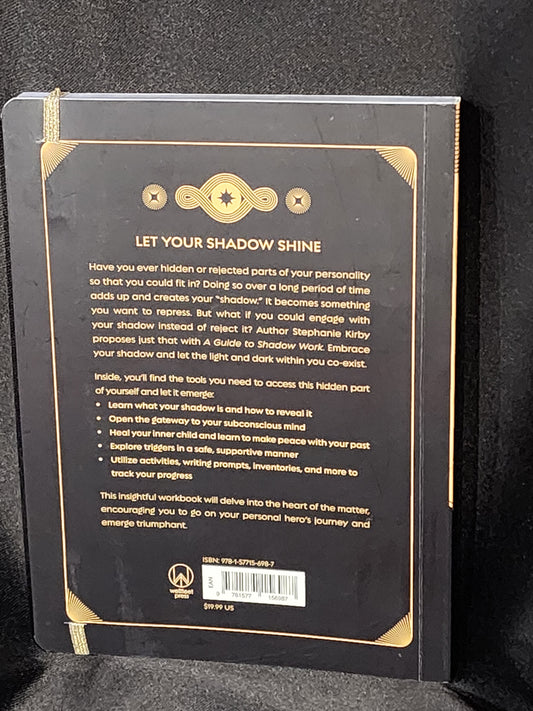 LET YOUR SHADOW SHINE
Have you ever hidden or rejected parts of your personality
so that you could fit in? Doing so over a long period of time
adds up and creates your "shadow." It becomes something
you want to repress. But what if you could engage with
your shadow instead of reject it? Author Stephanie Kirby
proposes just that with A Guide to Shadow Work. Embrace
your shadow and let the light and dark within you co-exist.
Inside, you'll find the tools you need to access this hidden part
of yourself and let it emerge:
• Learn what your shadow is and how to reveal it
• Open the gateway to your subconscious mind
• Heal your inner child and learn to make peace with your past
• Explore triggers in a safe, supportive manner
• Utilize activities, writing prompts, inventories, and more to
track your progress
This insightful workbook will delve into the heart of the matter,
encouraging you to go on your personal hero's journey and
emerge triumphant.
ISBN: 978-1-57715-698-7
EAN
9 781577 156987
wellfleet
press
$19.99 US